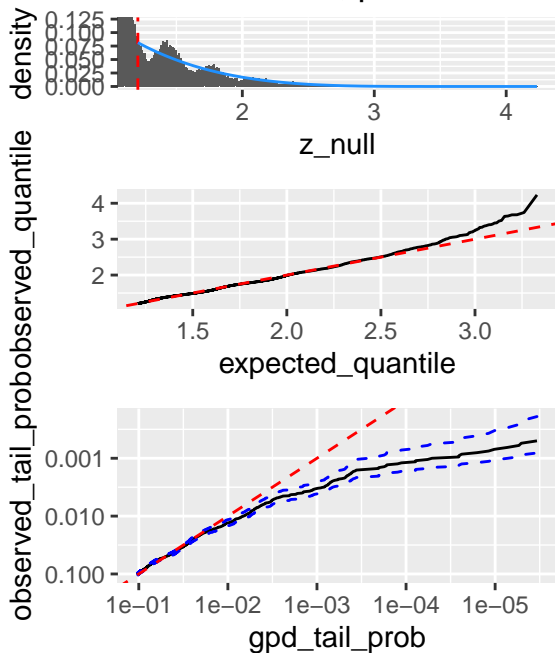 density
0.125
0.100
0.075
0.050
0.025
0.000
2
3
4
z_null
observed_quantile
4
3
2
1.5
2.0
2.5
3.0
expected_quantile
observed_tail_prob
0.001
0.010
0.100
1e−01
1e−02
1e−03
1e−04
1e−05
gpd_tail_prob